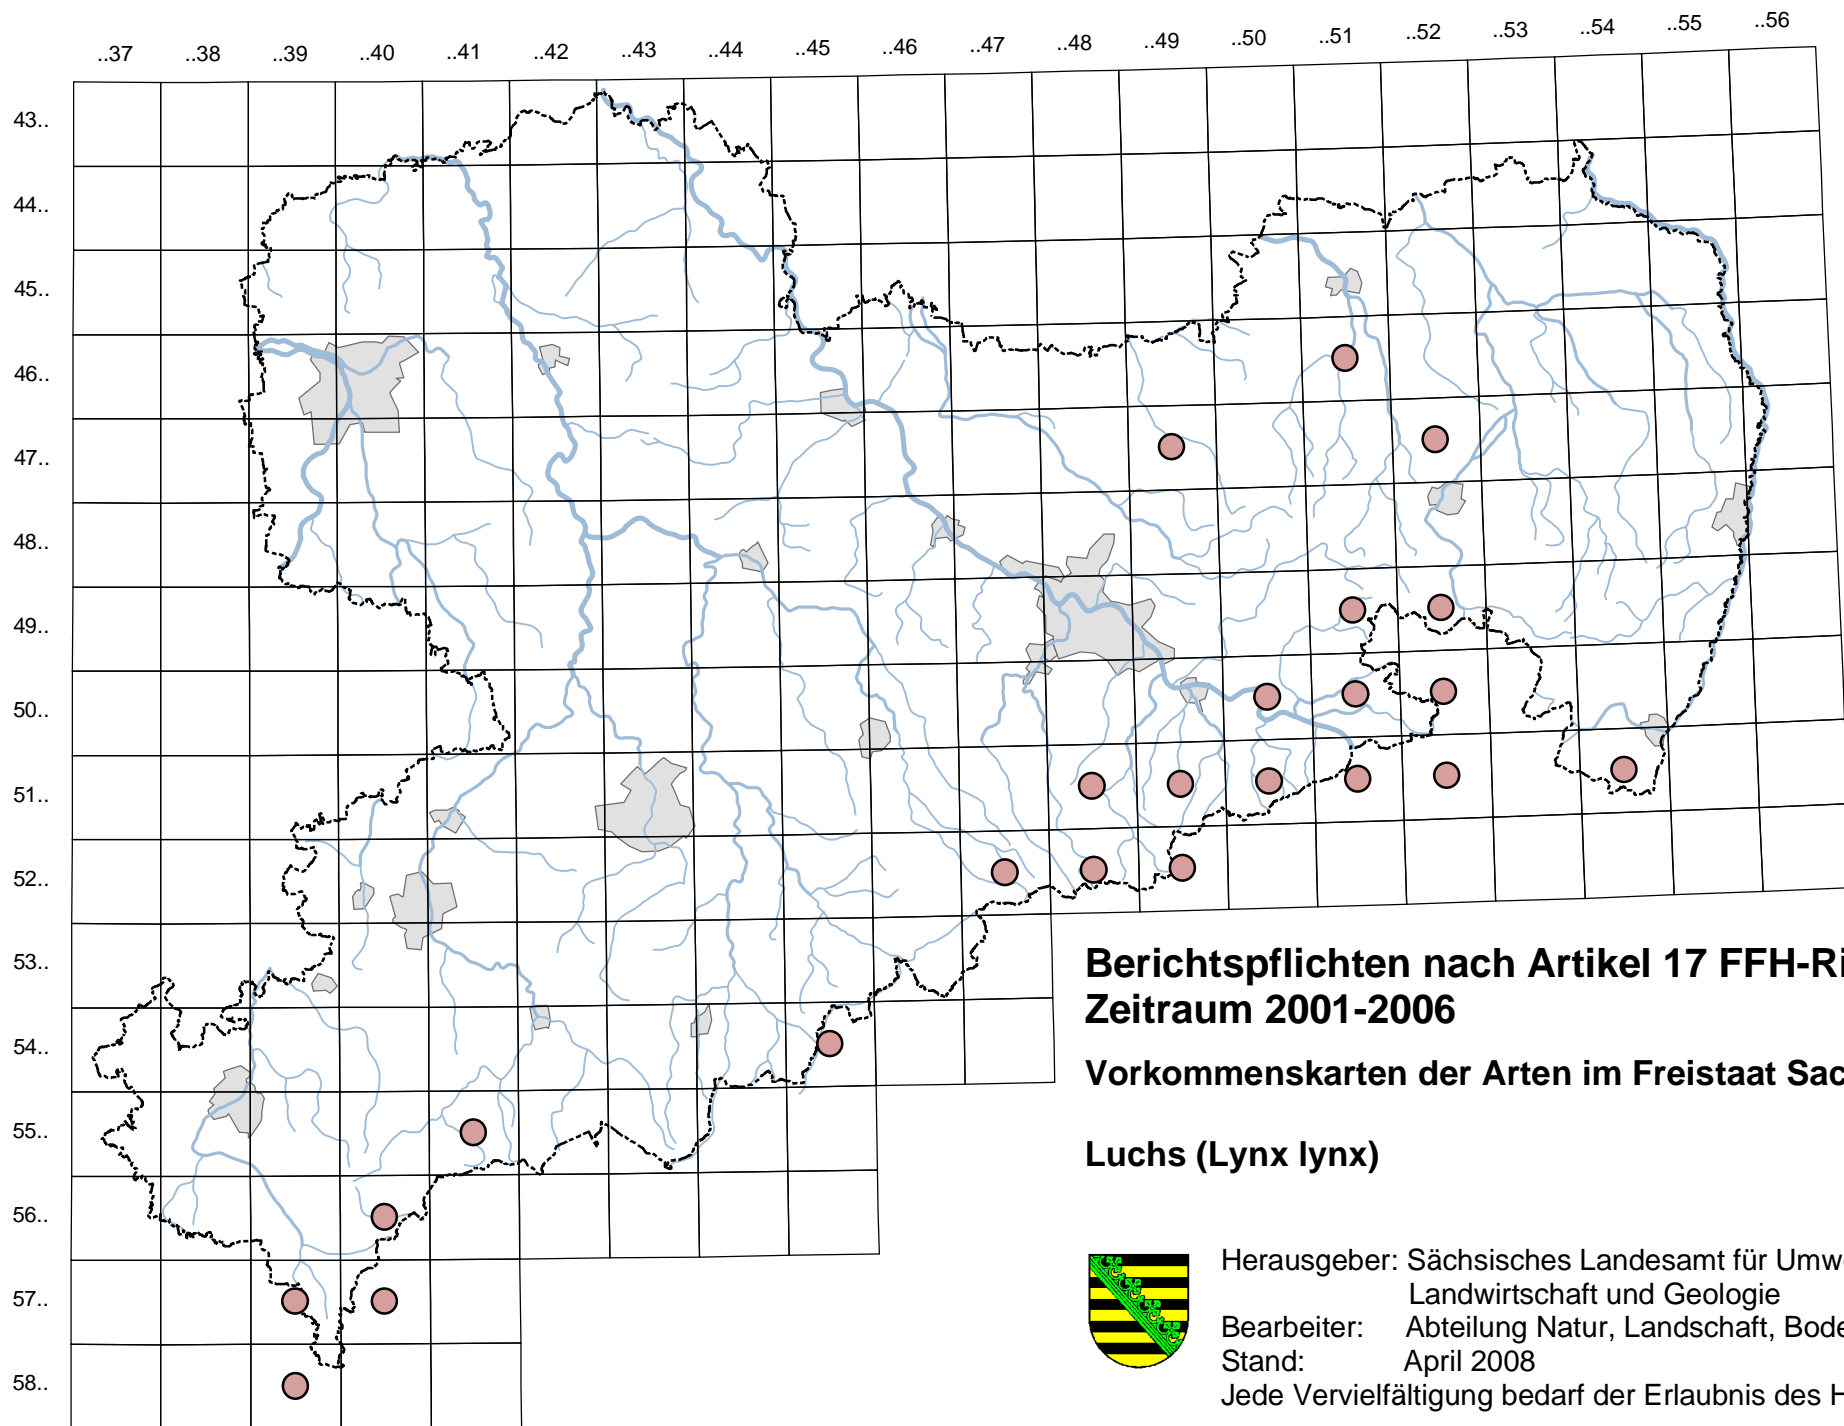 ..37 ..38 ..39 ..40 ..41 ..42 ..43 ..44 ..45 ..46 ..47 ..48 ..49 ..50 ..51 ..52 ..53 ..54 ..55 ..56
43..
44..
45..
46..
47..
48..
49..
50..
51..
52..
53..
54..
55..
56..
57..
58..
Berichtspflichten nach Artikel 17 FFH-Ri
Zeitraum 2001-2006
Vorkommenskarten der Arten im Freistaat Sac
Luchs (Lynx lynx)
Herausgeber: Sächsisches Landesamt für Umwe
Landwirtschaft und Geologie
Bearbeiter: Abteilung Natur, Landschaft, Bode
Stand: April 2008
Jede Vervielfältigung bedarf der Erlaubnis des H